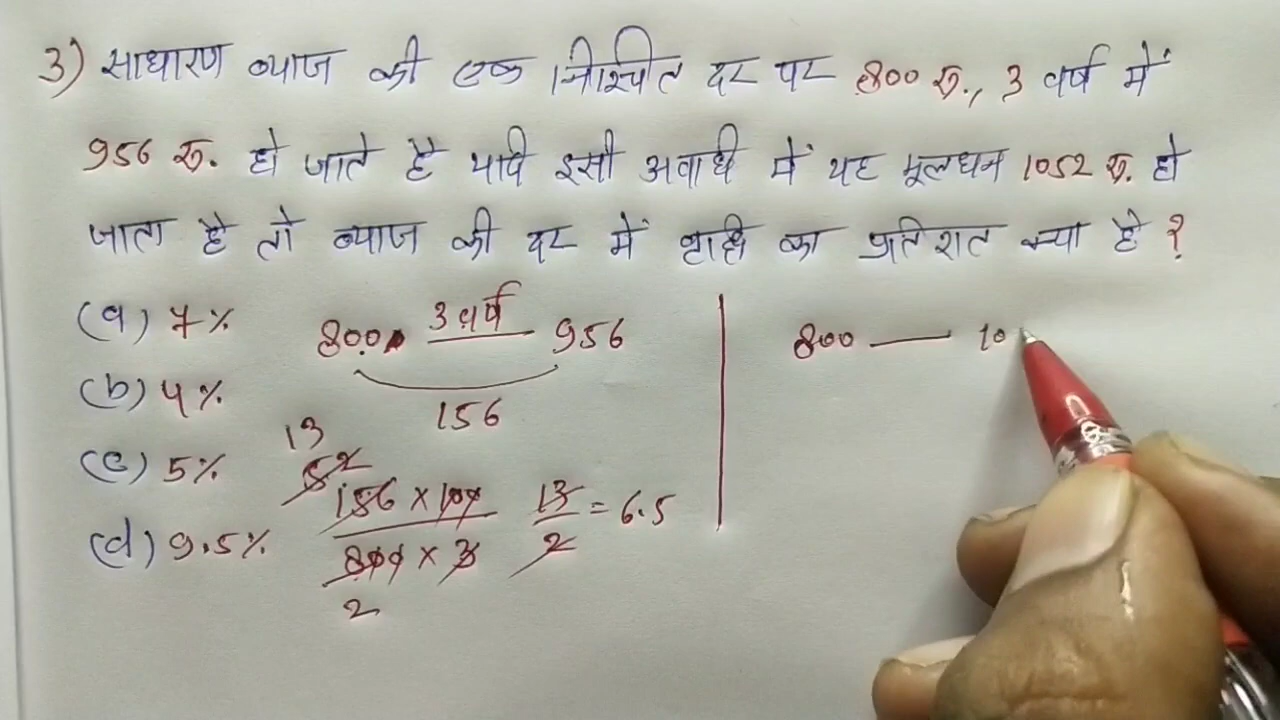 3) साधारण ब्याज की एक निश्चित दर पर 800 रु., 3 वर्ष में
956 रु. हो जाते है यदि इसी अवधि में यह मूलधन 1052 रु. हो
जाता है तो ब्याज की दर में वृद्धि का प्रतिशत क्या है ?
(a) 7%
(b) 4%
(c) 5%
(d) 9.5%
800 3 वर्ष 956
156
13
52
156 × 100
800 × 3
2
13
2
= 6.5
800 — 10